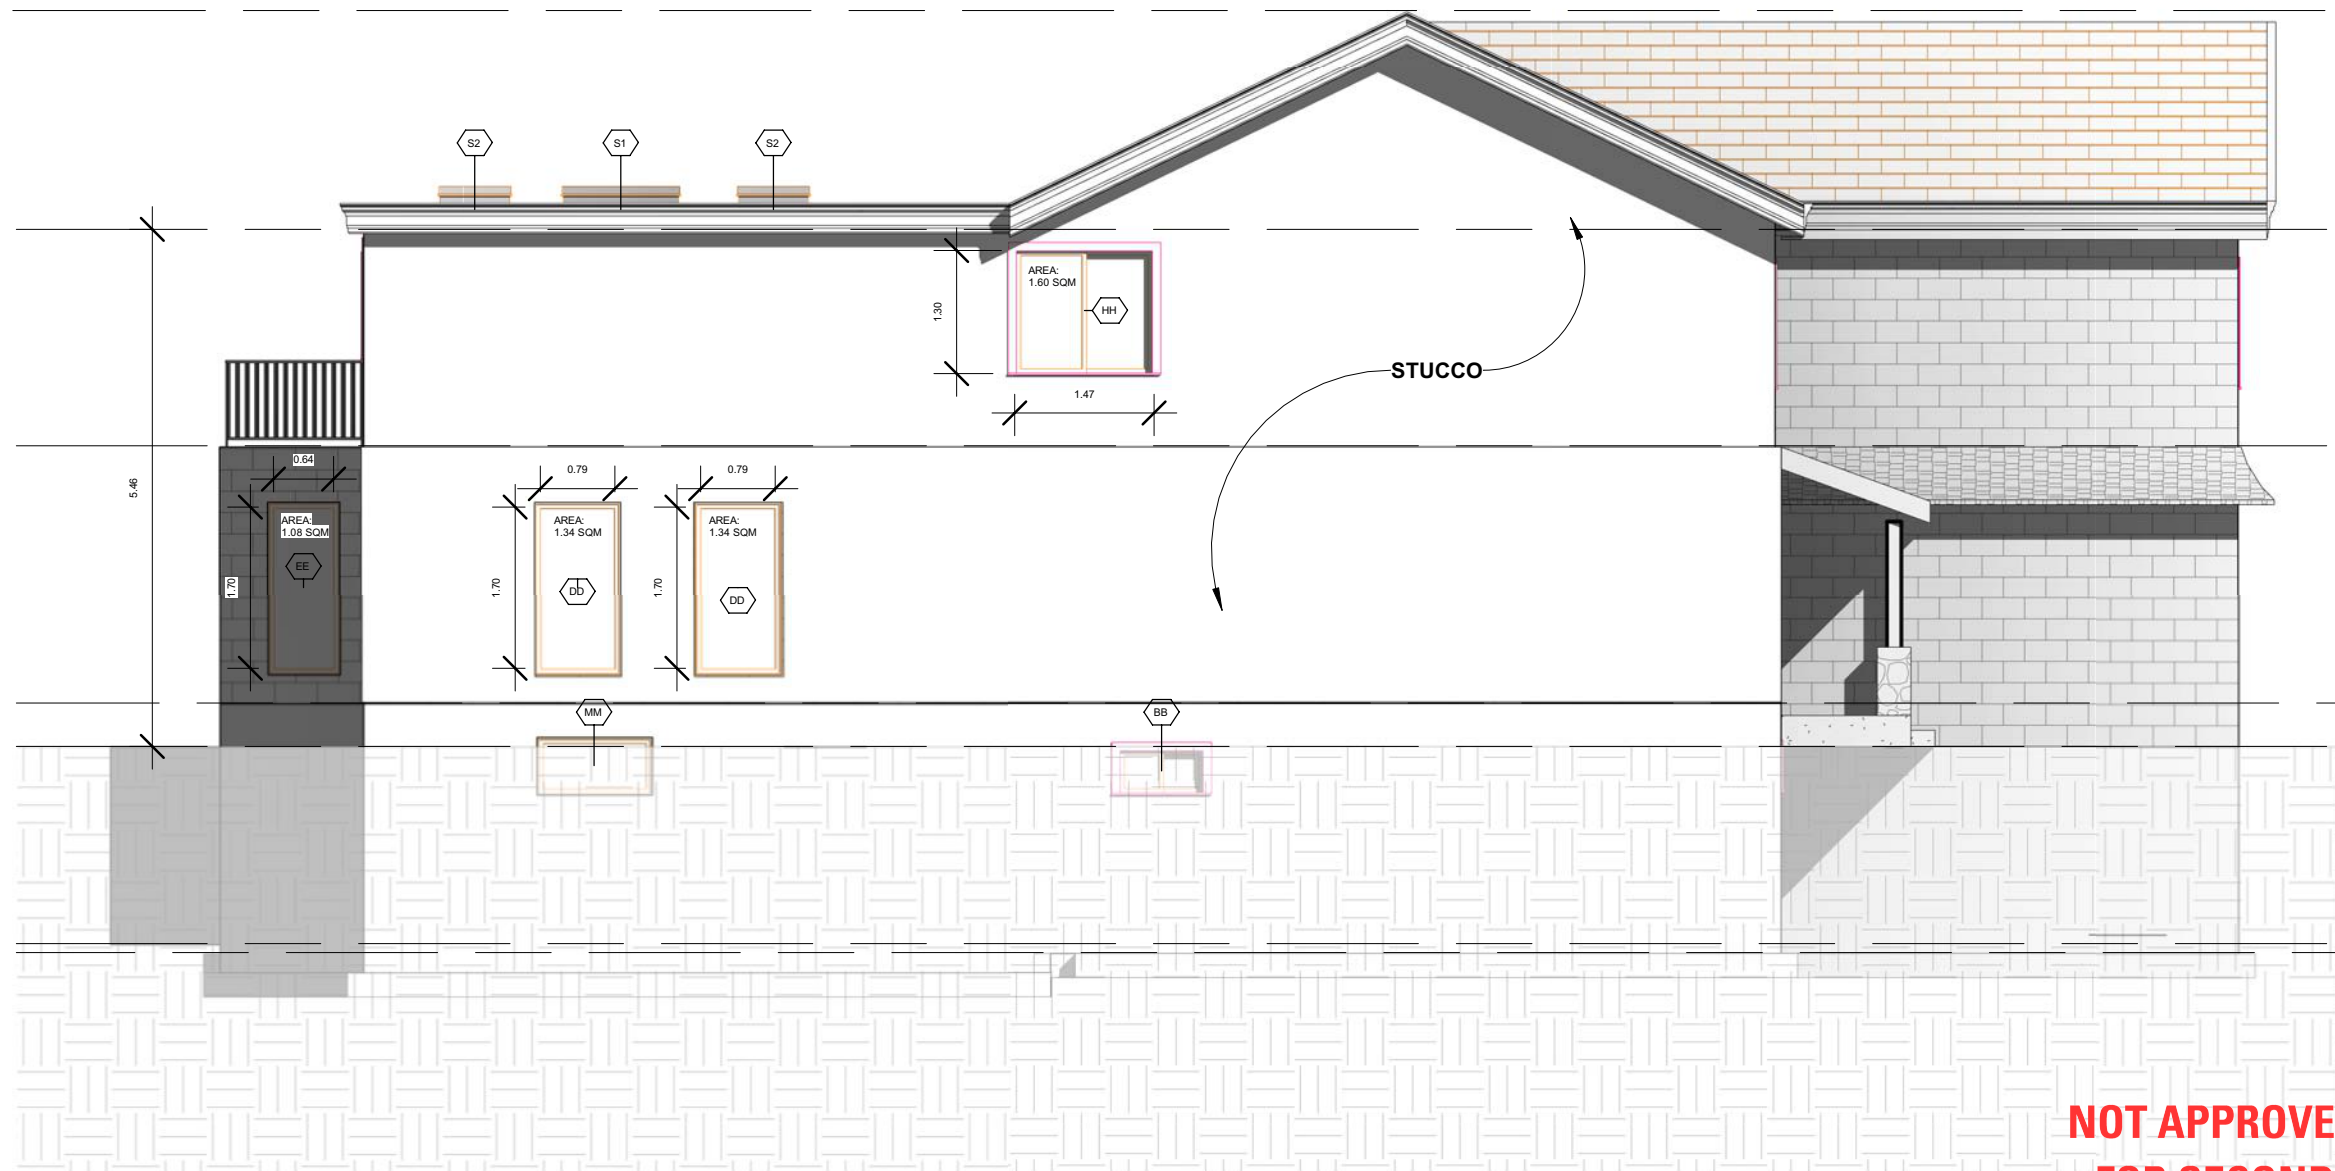 S2
S1
S2
AREA:
1.60 SQM
HH
1.30
1.47
STUCCO
5.46
0.64
0.79
0.79
AREA:
1.08 SQM
EE
1.70
AREA:
1.34 SQM
DD
1.70
AREA:
1.34 SQM
DD
1.70
MM
BB
NOT APPROVE